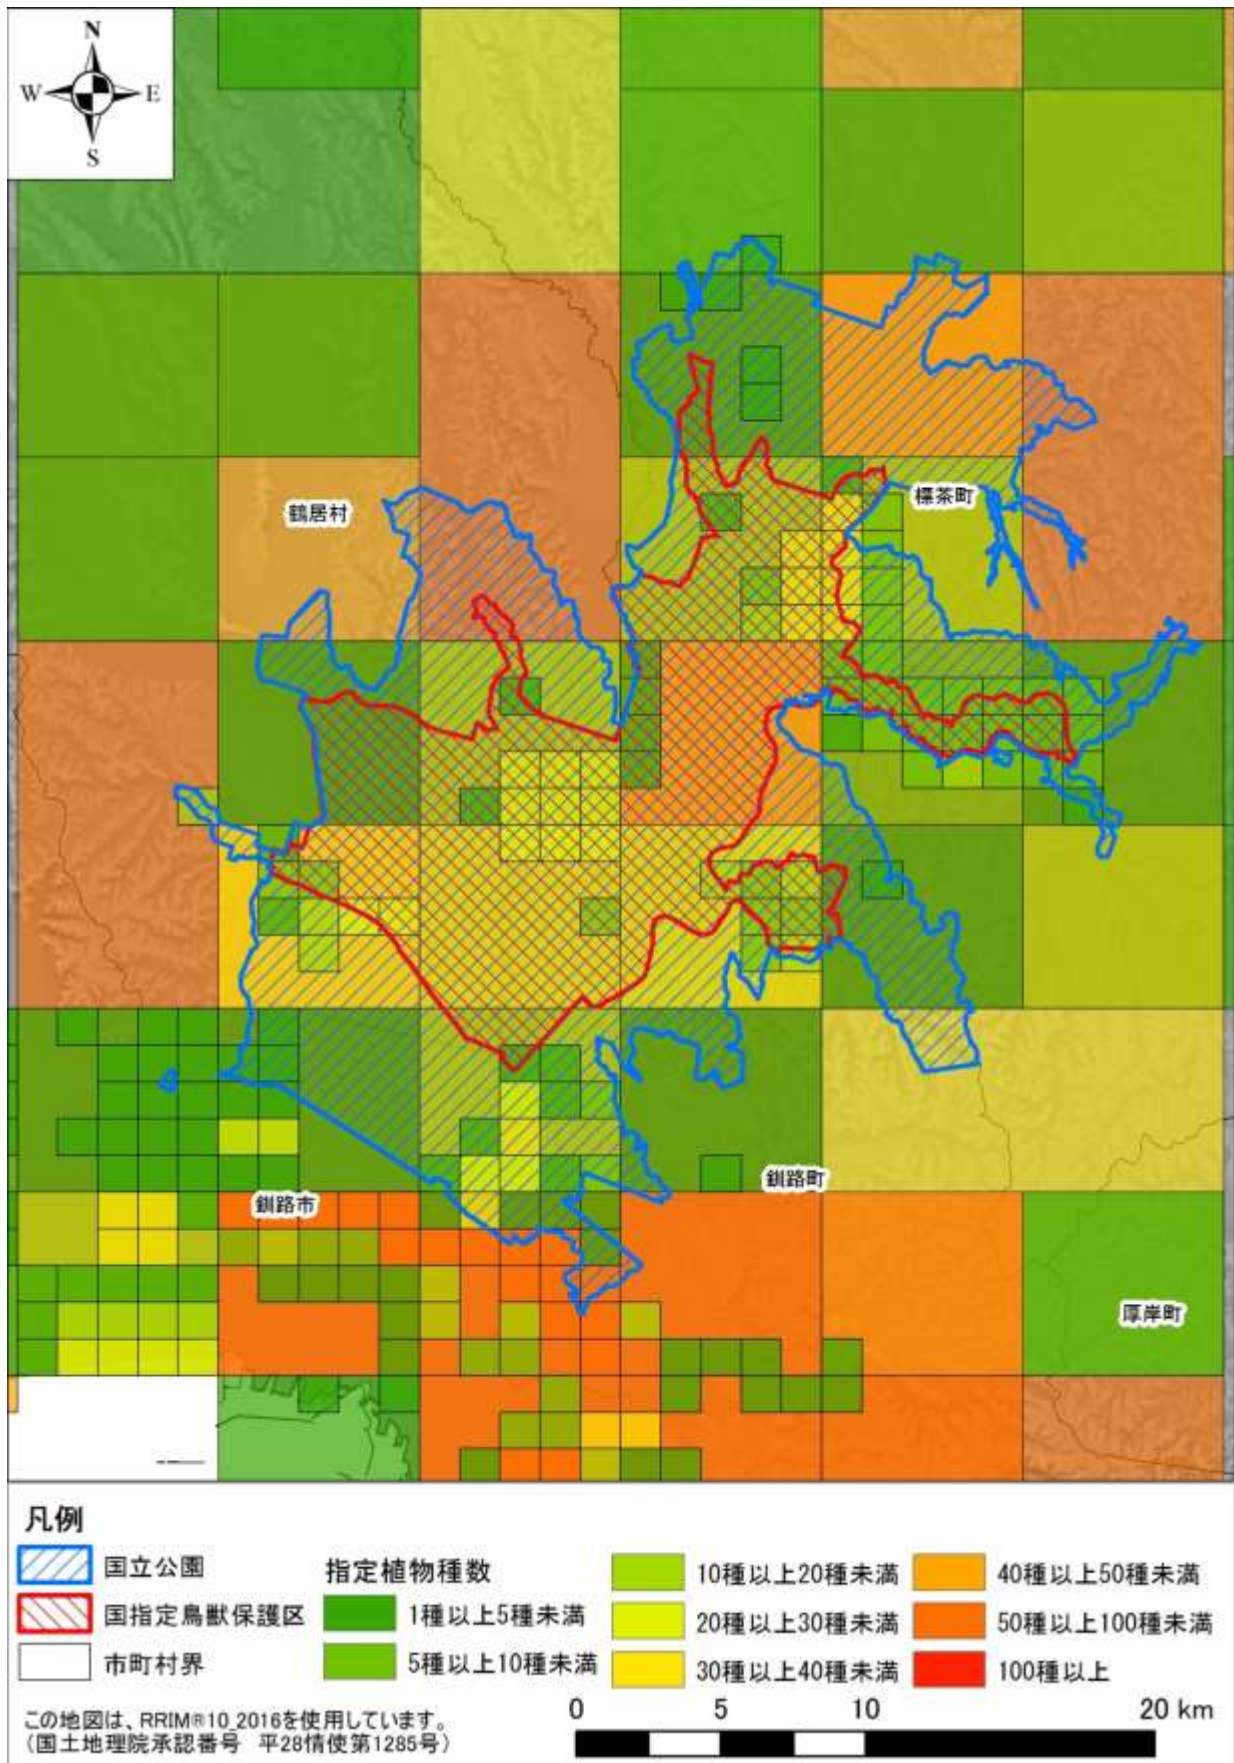 N
W E
S
鶴居村
標茶町
釧路町
釧路市
厚岸町
凡例
国立公園
国指定鳥獣保護区
市町村界
指定植物種数
1種以上5種未満
5種以上10種未満
10種以上20種未満
20種以上30種未満
30種以上40種未満
40種以上50種未満
50種以上100種未満
100種以上
この地図は、RRIM®10_2016を使用しています。
(国土地理院承認番号 平28情使第1285号)
0 5 10 20 km